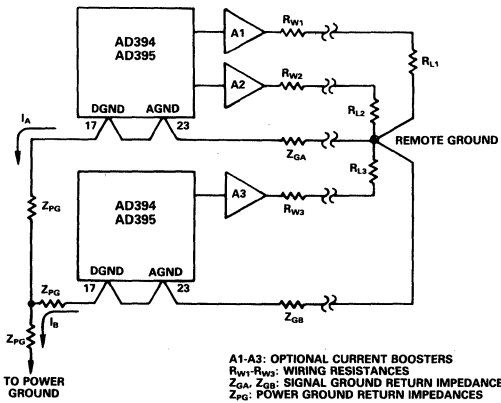 AD394
AD395
A1
RW1
RL1
A2
RW2
RL2
DGND AGND
IA
17 23
ZGA
REMOTE GROUND
RL3
ZPG
AD394
AD395
A3
RW3
DGND AGND
ZPG
17 23
IB
ZGB
ZPG
TO POWER
GROUND
A1-A3: OPTIONAL CURRENT BOOSTERS
RW1-RW3: WIRING RESISTANCES
ZGA, ZGB: SIGNAL GROUND RETURN IMPEDANCE
ZPG: POWER GROUND RETURN IMPEDANCES